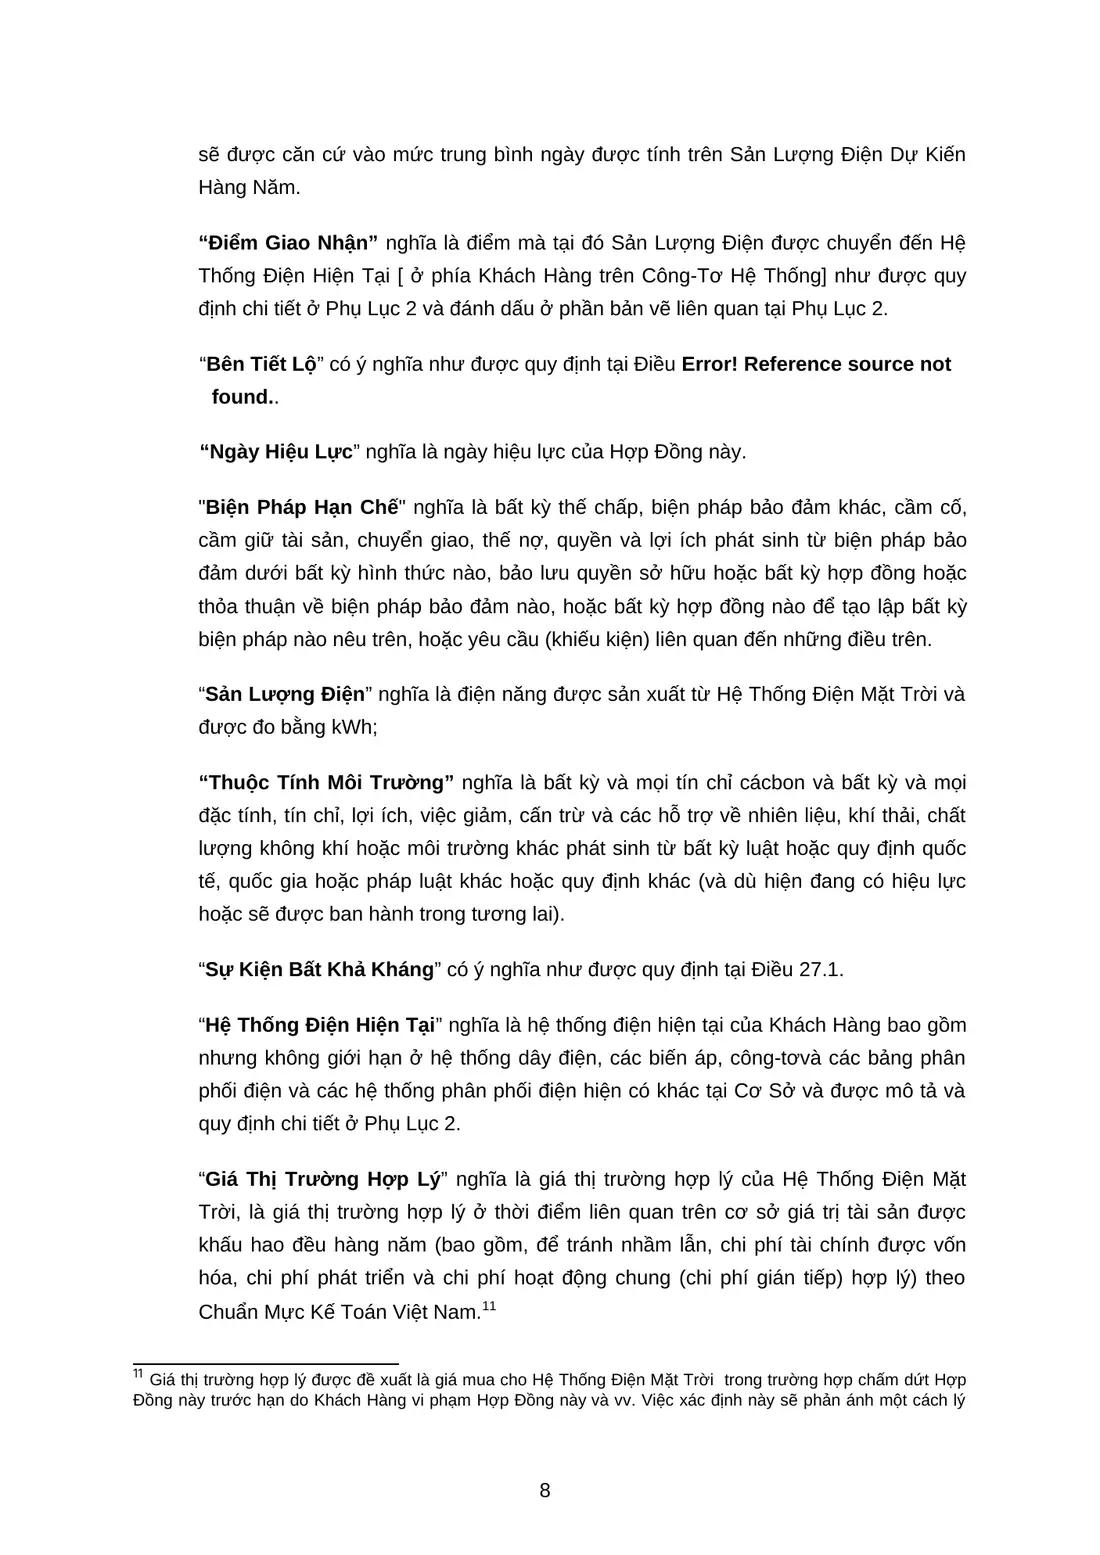 sẽ được căn cứ vào mức trung bình ngày được tính trên Sản Lượng Điện Dự Kiến
Hàng Năm.
“Điểm Giao Nhận” nghĩa là điểm mà tại đó Sản Lượng Điện được chuyển đến Hệ
Thống Điện Hiện Tại [ ở phía Khách Hàng trên Công-Tơ Hệ Thống] như được quy
định chi tiết ở Phụ Lục 2 và đánh dấu ở phần bản vẽ liên quan tại Phụ Lục 2.
“Bên Tiết Lộ” có ý nghĩa như được quy định tại Điều Error! Reference source not
found..
“Ngày Hiệu Lực” nghĩa là ngày hiệu lực của Hợp Đồng này.
"Biện Pháp Hạn Chế" nghĩa là bất kỳ thế chấp, biện pháp bảo đảm khác, cầm cố,
cầm giữ tài sản, chuyển giao, thế nợ, quyền và lợi ích phát sinh từ biện pháp bảo
đảm dưới bất kỳ hình thức nào, bảo lưu quyền sở hữu hoặc bất kỳ hợp đồng hoặc
thỏa thuận về biện pháp bảo đảm nào, hoặc bất kỳ hợp đồng nào để tạo lập bất kỳ
biện pháp nào nêu trên, hoặc yêu cầu (khiếu kiện) liên quan đến những điều trên.
“Sản Lượng Điện” nghĩa là điện năng được sản xuất từ Hệ Thống Điện Mặt Trời và
được đo bằng kWh;
“Thuộc Tính Môi Trường” nghĩa là bất kỳ và mọi tín chỉ cácbon và bất kỳ và mọi
đặc tính, tín chỉ, lợi ích, việc giảm, cấn trừ và các hỗ trợ về nhiên liệu, khí thải, chất
lượng không khí hoặc môi trường khác phát sinh từ bất kỳ luật hoặc quy định quốc
tế, quốc gia hoặc pháp luật khác hoặc quy định khác (và dù hiện đang có hiệu lực
hoặc sẽ được ban hành trong tương lai).
“Sự Kiện Bất Khả Kháng” có ý nghĩa như được quy định tại Điều 27.1.
“Hệ Thống Điện Hiện Tại” nghĩa là hệ thống điện hiện tại của Khách Hàng bao gồm
nhưng không giới hạn ở hệ thống dây điện, các biến áp, công-tơvà các bảng phân
phối điện và các hệ thống phân phối điện hiện có khác tại Cơ Sở và được mô tả và
quy định chi tiết ở Phụ Lục 2.
“Giá Thị Trường Hợp Lý” nghĩa là giá thị trường hợp lý của Hệ Thống Điện Mặt
Trời, là giá thị trường hợp lý ở thời điểm liên quan trên cơ sở giá trị tài sản được
khấu hao đều hàng năm (bao gồm, để tránh nhầm lẫn, chi phí tài chính được vốn
hóa, chi phí phát triển và chi phí hoạt động chung (chi phí gián tiếp) hợp lý) theo
Chuẩn Mực Kế Toán Việt Nam.11
11 Giá thị trường hợp lý được đề xuất là giá mua cho Hệ Thống Điện Mặt Trời  trong trường hợp chấm dứt Hợp
Đồng này trước hạn do Khách Hàng vi phạm Hợp Đồng này và vv. Việc xác định này sẽ phản ánh một cách lý
8